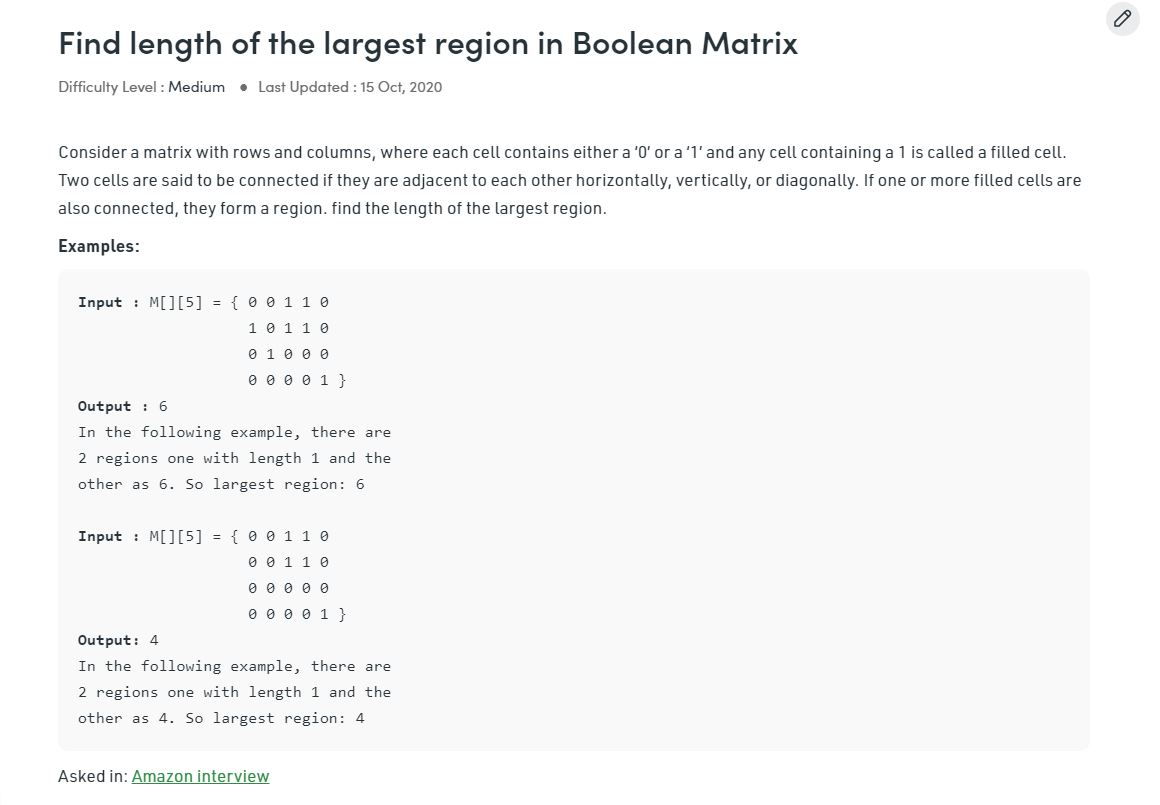 Find length of the largest region in Boolean Matrix
Difficulty Level : Medium ● Last Updated : 15 Oct, 2020
Consider a matrix with rows and columns, where each cell contains either a ‘0’ or a ‘1’ and any cell containing a 1 is called a filled cell.
Two cells are said to be connected if they are adjacent to each other horizontally, vertically, or diagonally. If one or more filled cells are
also connected, they form a region. find the length of the largest region.
Examples:
Input : M[][5] = { 0 0 1 1 0
1 0 1 1 0
0 1 0 0 0
0 0 0 0 1 }
Output : 6
In the following example, there are
2 regions one with length 1 and the
other as 6. So largest region: 6
Input : M[][5] = { 0 0 1 1 0
0 0 1 1 0
0 0 0 0 0
0 0 0 0 1 }
Output: 4
In the following example, there are
2 regions one with length 1 and the
other as 4. So largest region: 4
Asked in: Amazon interview